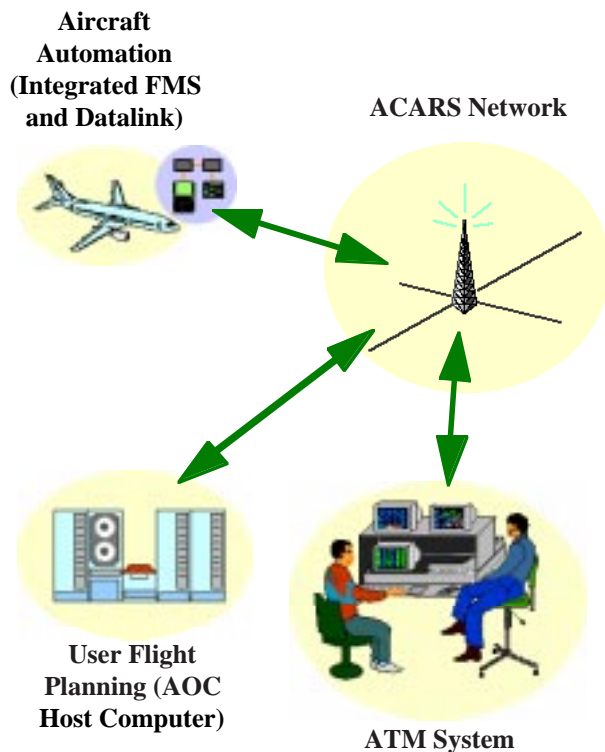 Aircraft
Automation
(Integrated FMS
and Datalink)
ACARS Network
User Flight
Planning (AOC
Host Computer)
ATM System